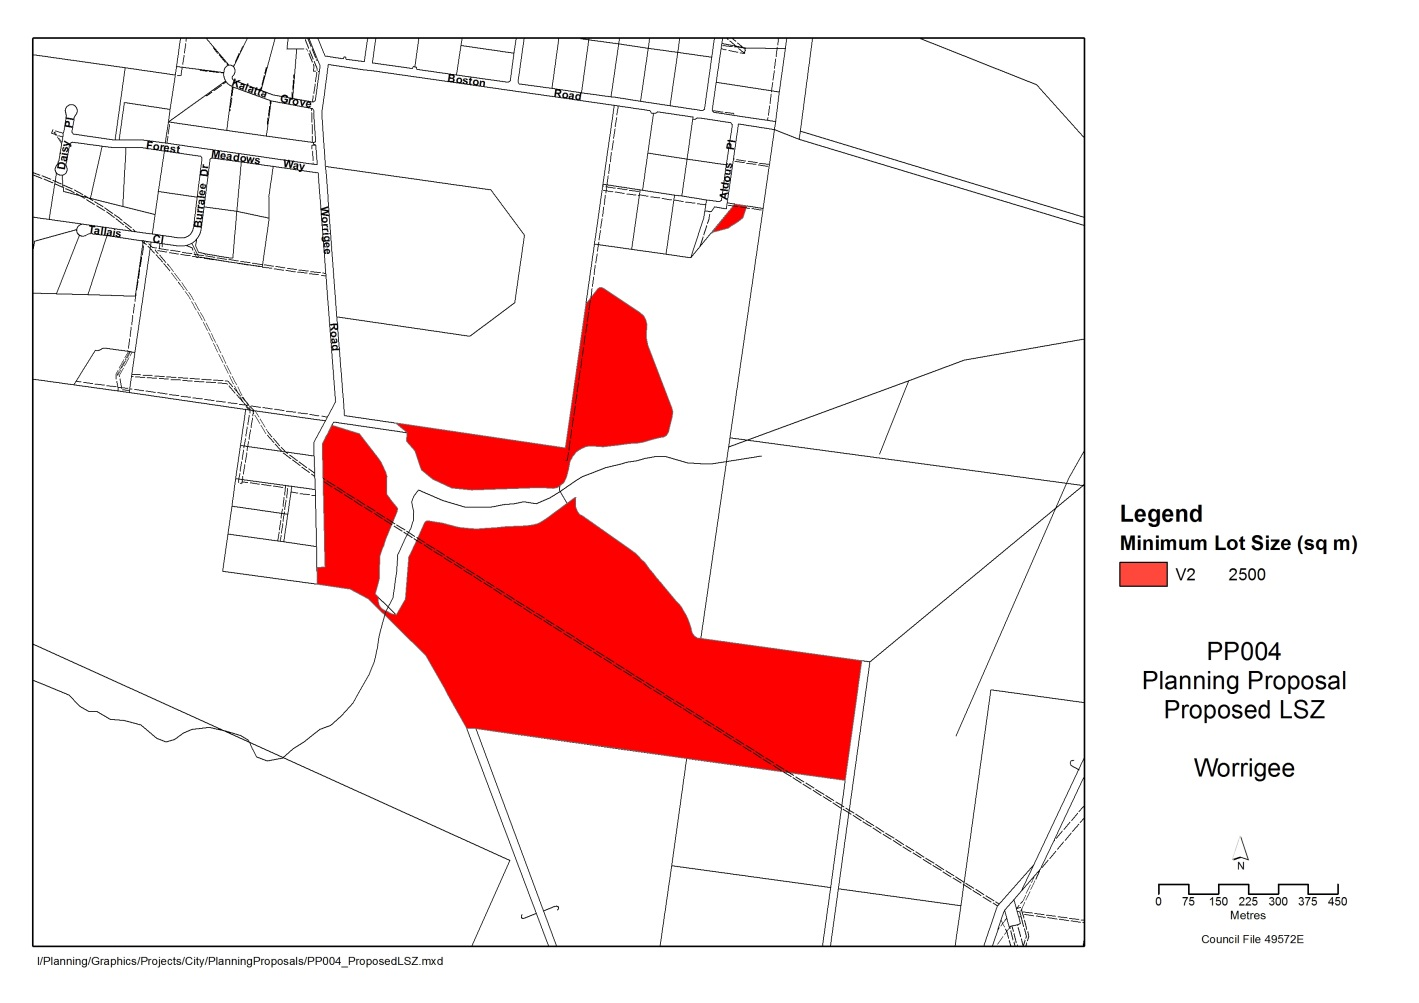 Kalatta Grove
Boston Road
Daisy Pl
Forest Meadows Way
Burralee Dr
Tallais Cl
Worrigee Road
Aldous Pl
Legend
Minimum Lot Size (sq m)
V2 2500
PP004
Planning Proposal
Proposed LSZ
Worrigee
N
0 75 150 225 300 375 450
Metres
Council File 49572E
I/Planning/Graphics/Projects/City/PlanningProposals/PP004_ProposedLSZ.mxd